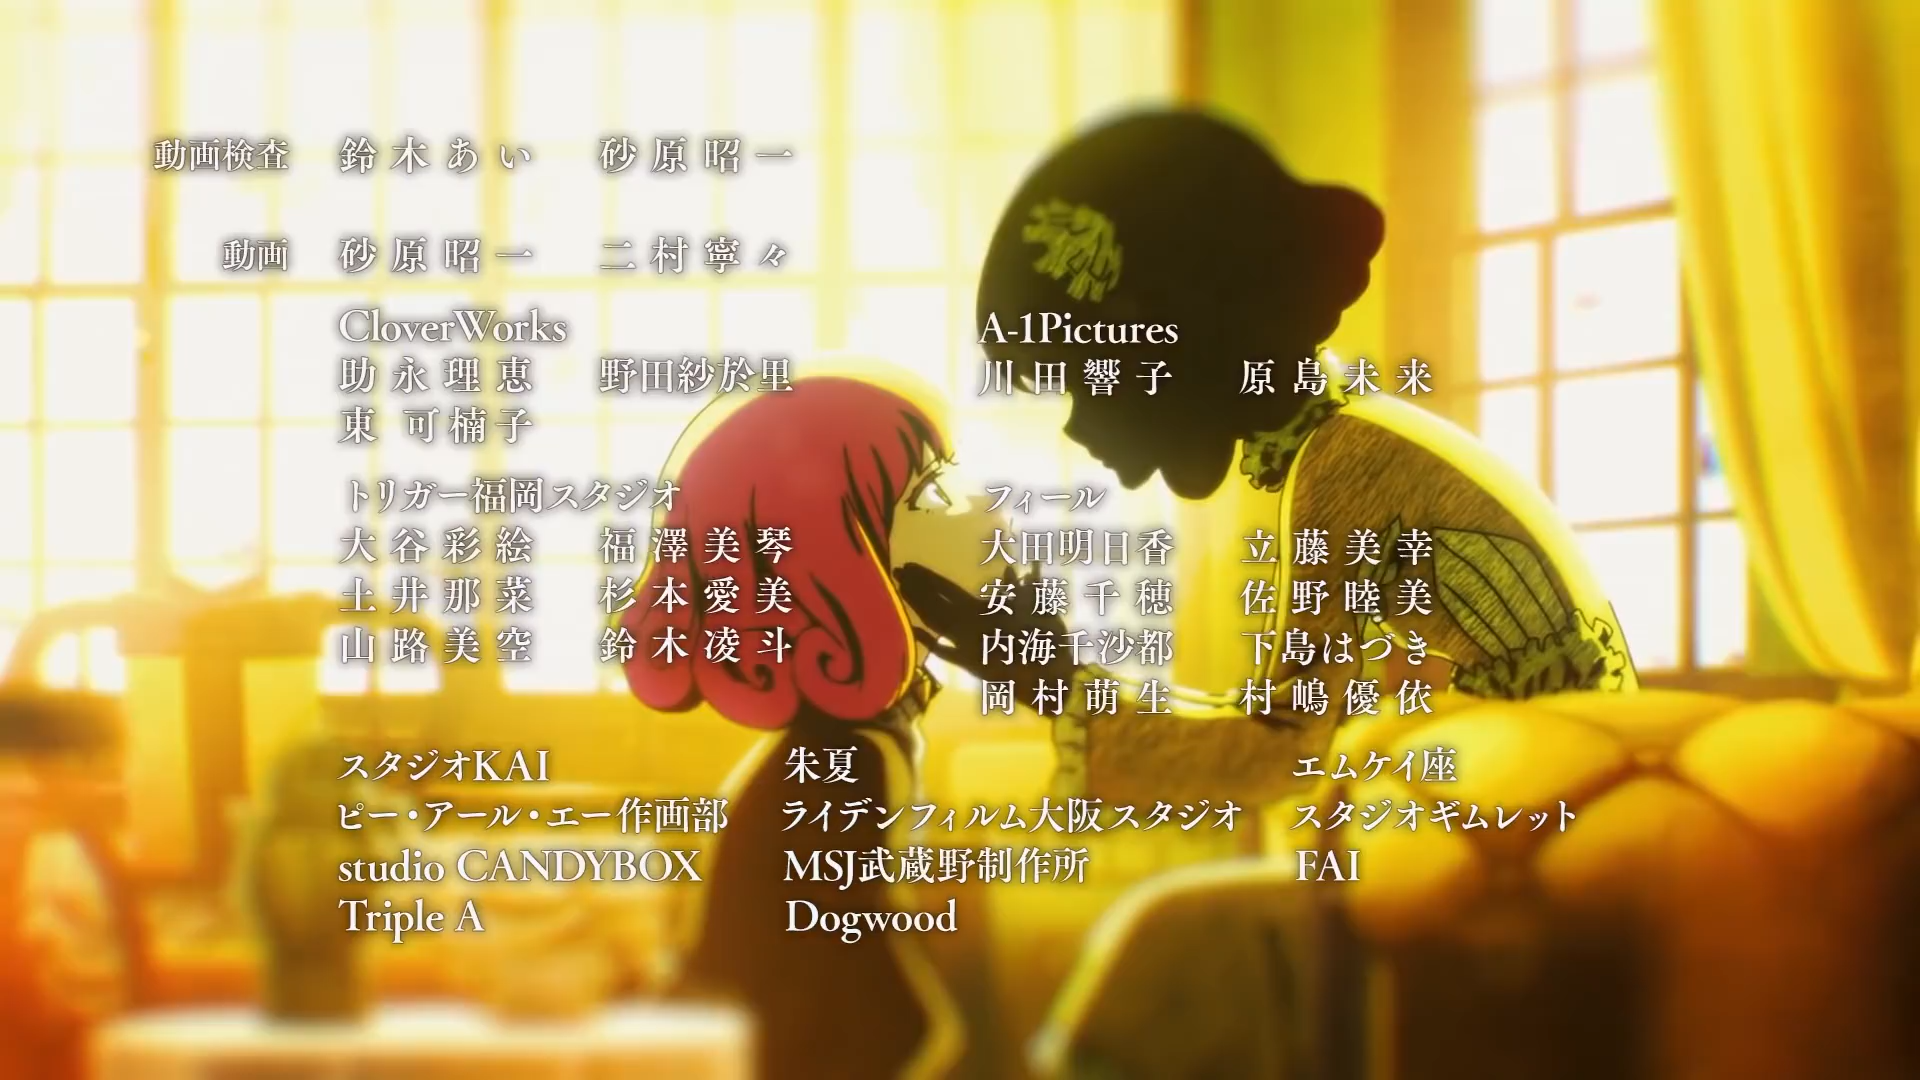 動画検査 鈴木あい 砂原昭一
動画 砂原昭一 二村寧々
CloverWorks A-1Pictures
助永理恵 野田紗於里 川田響子 原島未来
東 可楠子
トリガー福岡スタジオ フィール
大谷彩絵 福澤美琴 大田明日香 立藤美幸
土井那菜 杉本愛美 安藤千穂 佐野睦美
山路美空 鈴木凌斗 内海千沙都 下島はづき
岡村萌生 村嶋優依
スタジオKAI 朱夏 エムケイ座
ピー・アール・エー作画部 ライデンフィルム大阪スタジオ スタジオギムレット
studio CANDYBOX MSJ武蔵野制作所 FAI
Triple A Dogwood